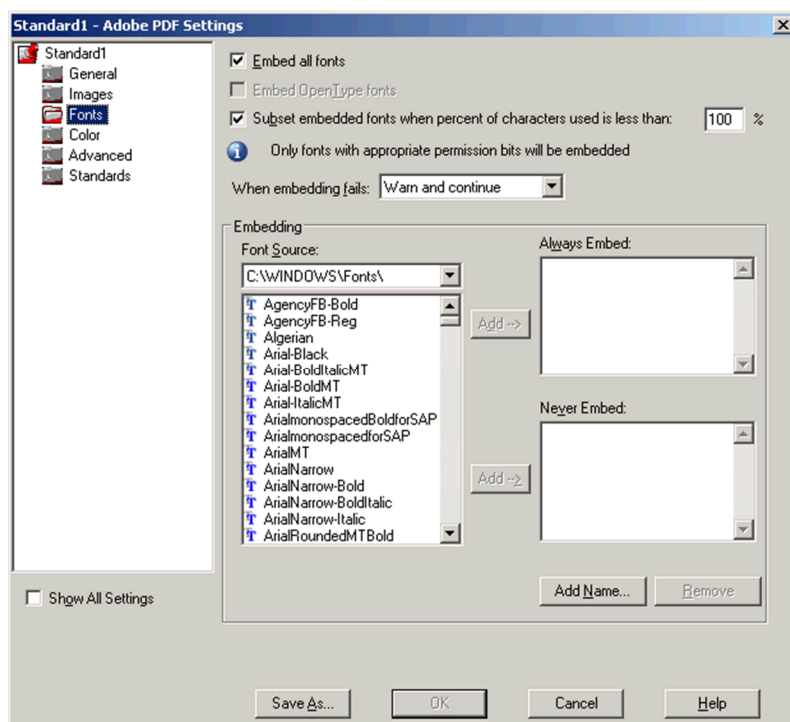 Standard1 - Adobe PDF Settings
Standard1
General
Images
Fonts
Color
Advanced
Standards
Show All Settings
Embed all fonts
Embed OpenType fonts
Subset embedded fonts when percent of characters used is less than: 100 %
Only fonts with appropriate permission bits will be embedded
When embedding fails: Warn and continue
Embedding
Font Source:
C:\WINDOWS\Fonts\
AgencyFB-Bold
AgencyFB-Reg
Algerian
Arial-Black
Arial-BoldItalicMT
Arial-BoldMT
Arial-ItalicMT
ArialmonospacedBoldforSAP
ArialmonospacedforSAP
ArialMT
ArialNarrow
ArialNarrow-Bold
ArialNarrow-BoldItalic
ArialNarrow-Italic
ArialRoundedMTBold
Add -->
Add -->
Always Embed:
Never Embed:
Add Name...
Remove
Save As...
OK
Cancel
Help